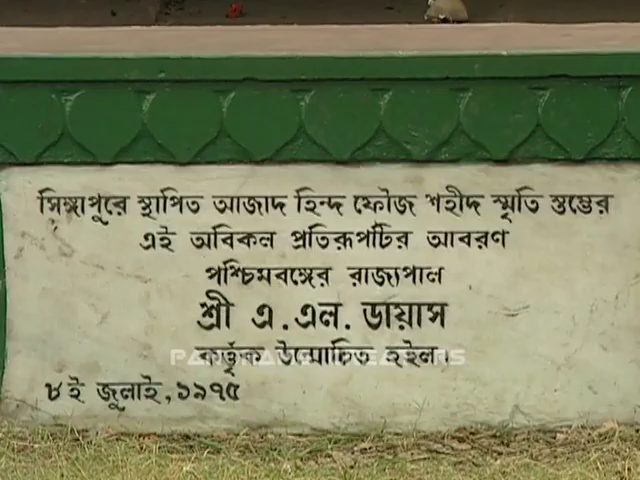 সিঙ্গাপুরে স্থাপিত আজাদ হিন্দ ফৌজ শহীদ স্মৃতি স্তম্ভের
এই অবিকল প্রতিরূপটির আবরণ
পশ্চিমবঙ্গের রাজ্যপাল
শ্রী এ.এল. ডায়াস
কর্ত্তৃক উন্মোচিত হইল।
৮ই জুলাই, ১৯৭৫